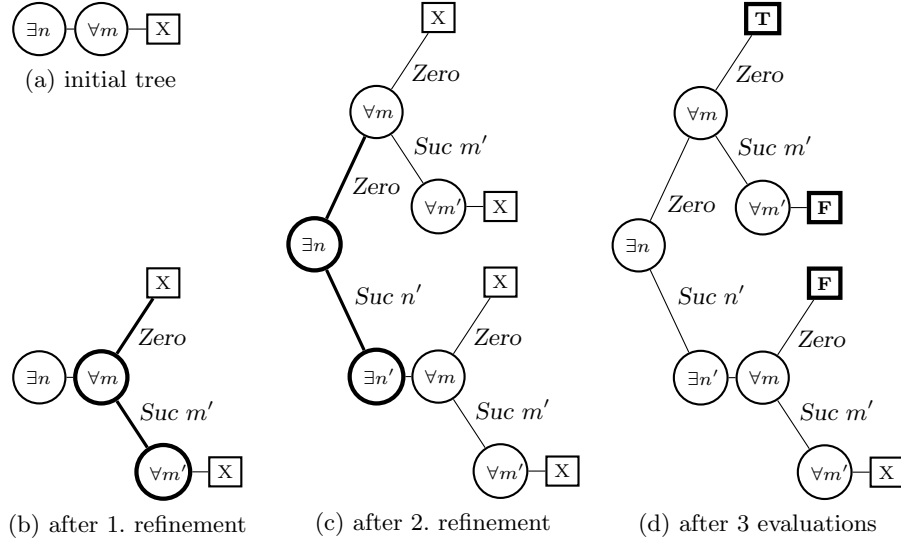 ∃n ∀m X
(a) initial tree
X
Zero
∃n ∀m
Suc m′
∀m′ X
(b) after 1. refinement
X
Zero
∀m
Suc m′
Zero
∀m′ X
∃n
Suc n′
X
Zero
∃n′ ∀m
Suc m′
∀m′ X
(c) after 2. refinement
T
Zero
∀m
Suc m′
Zero
∀m′ F
∃n
Suc n′
F
Zero
∃n′ ∀m
Suc m′
∀m′ X
(d) after 3 evaluations